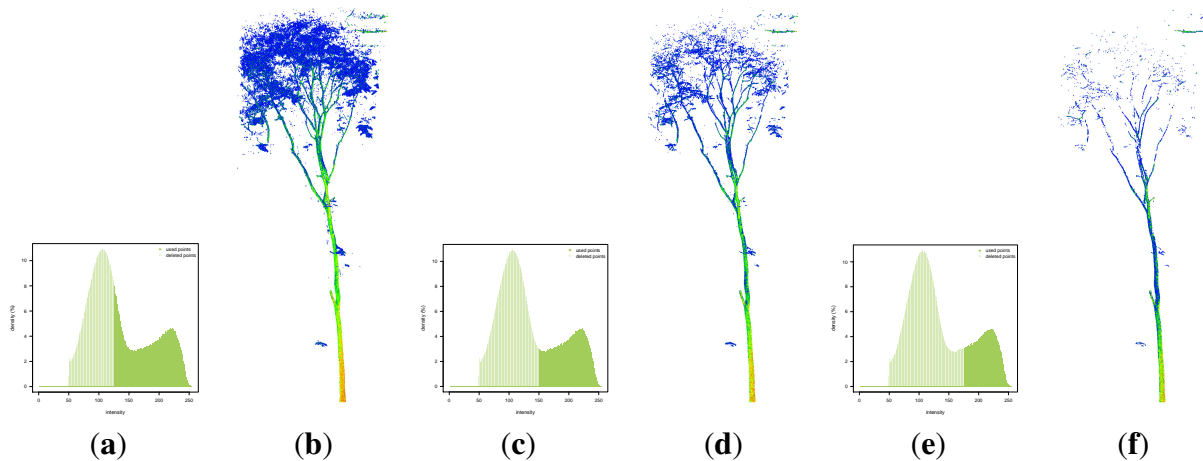 used points
deleted points
10
8
6
4
2
0
density (%)
0 50 100 150 200 250
intensity
used points
deleted points
10
8
6
4
2
0
density (%)
0 50 100 150 200 250
intensity
used points
deleted points
10
8
6
4
2
0
density (%)
0 50 100 150 200 250
intensity
(a) (b) (c) (d) (e) (f)